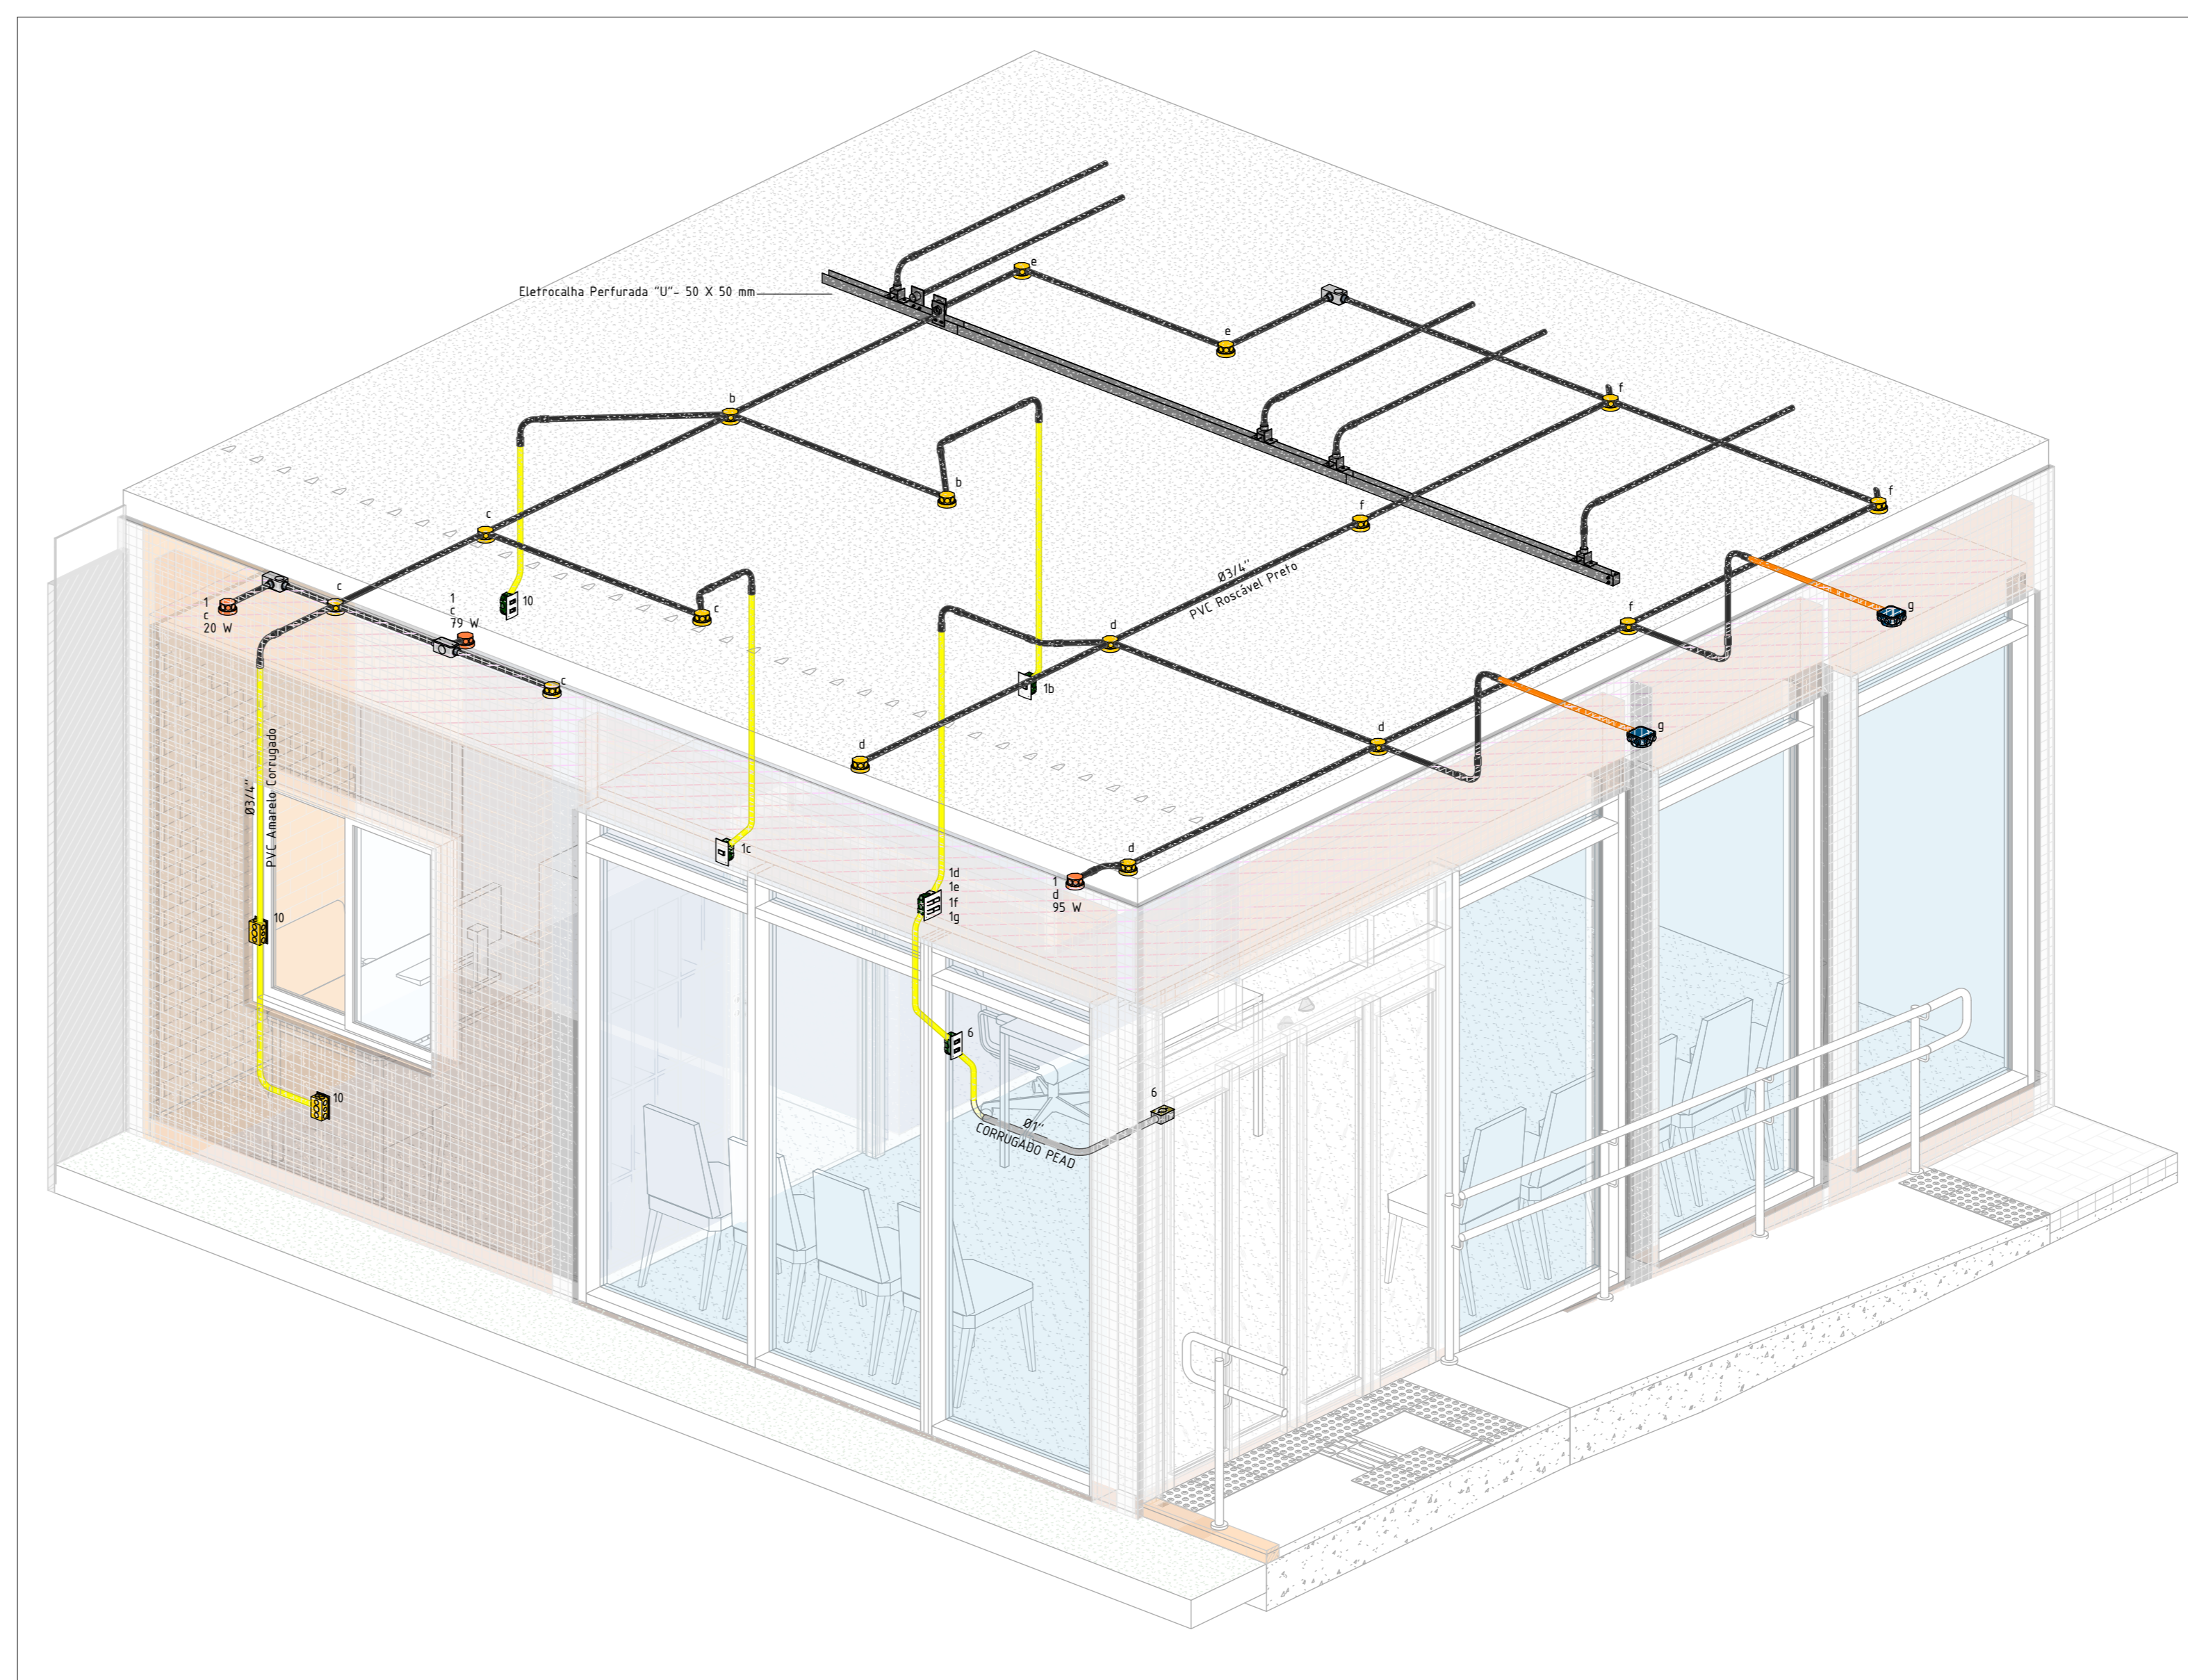 e
Eletrocalha Perfurada "U"- 50 X 50 mm
e
f
b
b
f
c
f
Ø3/4"
PVC Roscável Preto
c
1
c
20 W
1
c
79 W
10
c
f
g
d
1b
c
d
g
d
Ø3/4"
PVC Amarelo Corrugado
1c
d
1
d
95 W
1d
1e
1f
1g
10
6
10
6
Ø1"
CORRUGADO PEAD